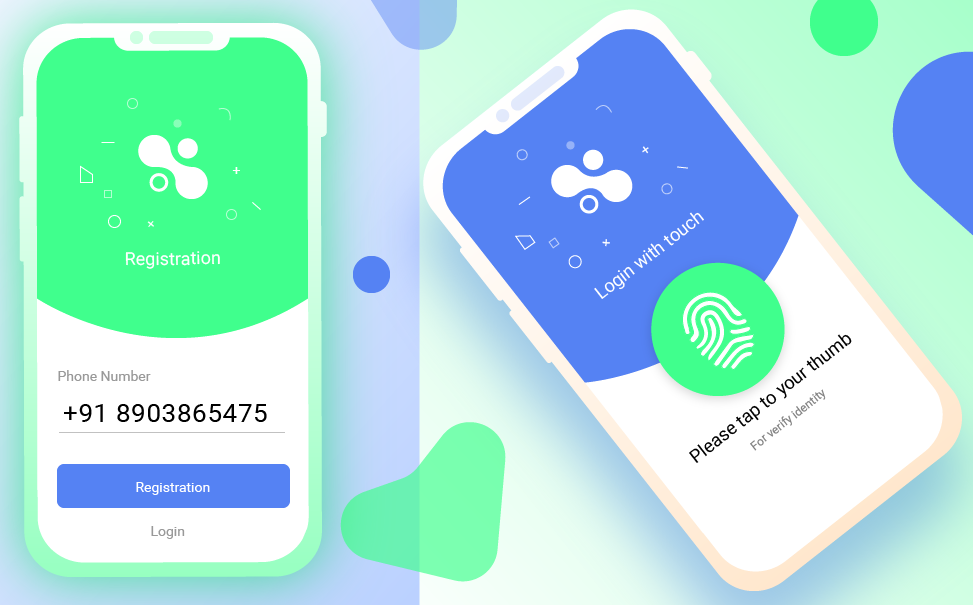 Registration
Phone Number
+91 8903865475
Registration
Login
Login with touch
Please tap to your thumb
For verify identity